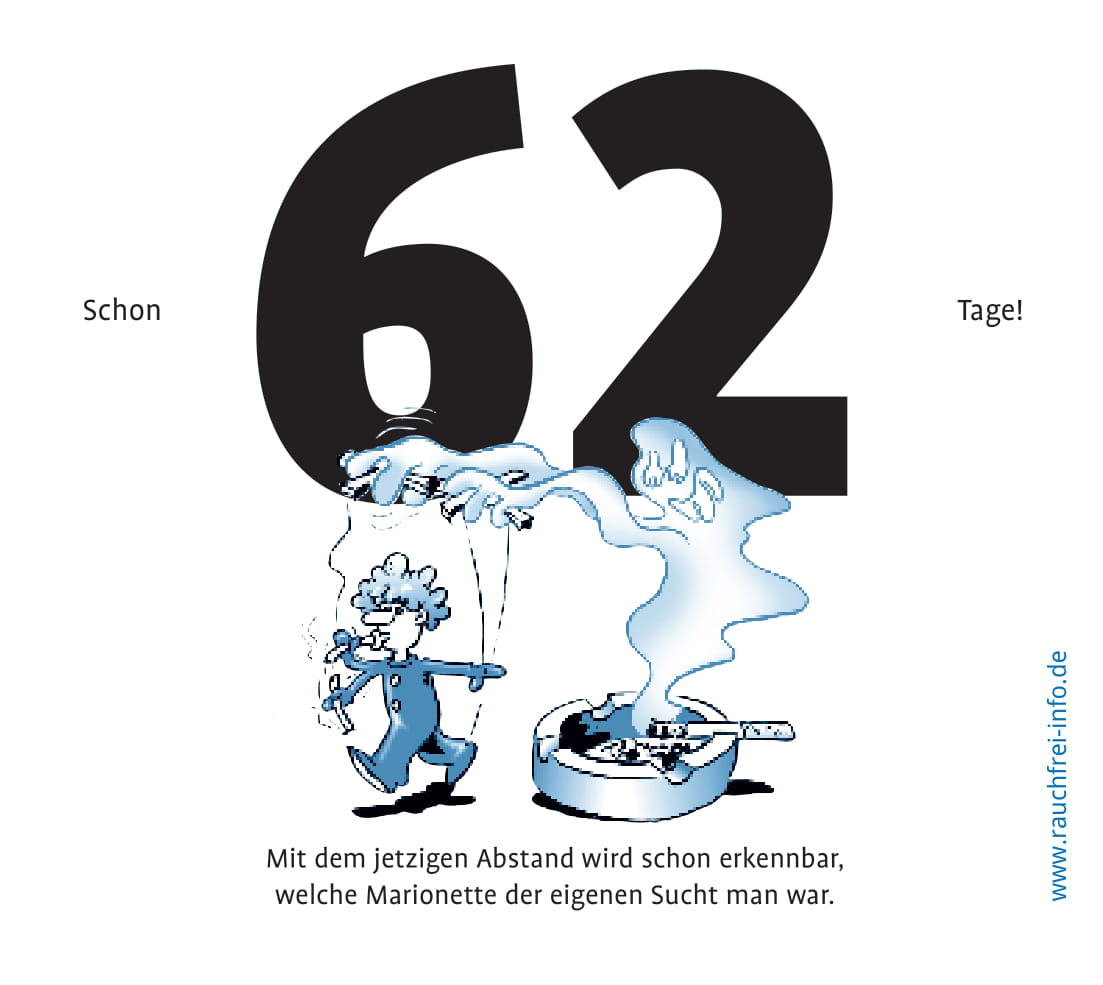 Schon
62
Tage!
Mit dem jetzigen Abstand wird schon erkennbar,
welche Marionette der eigenen Sucht man war.
www.rauchfrei-info.de